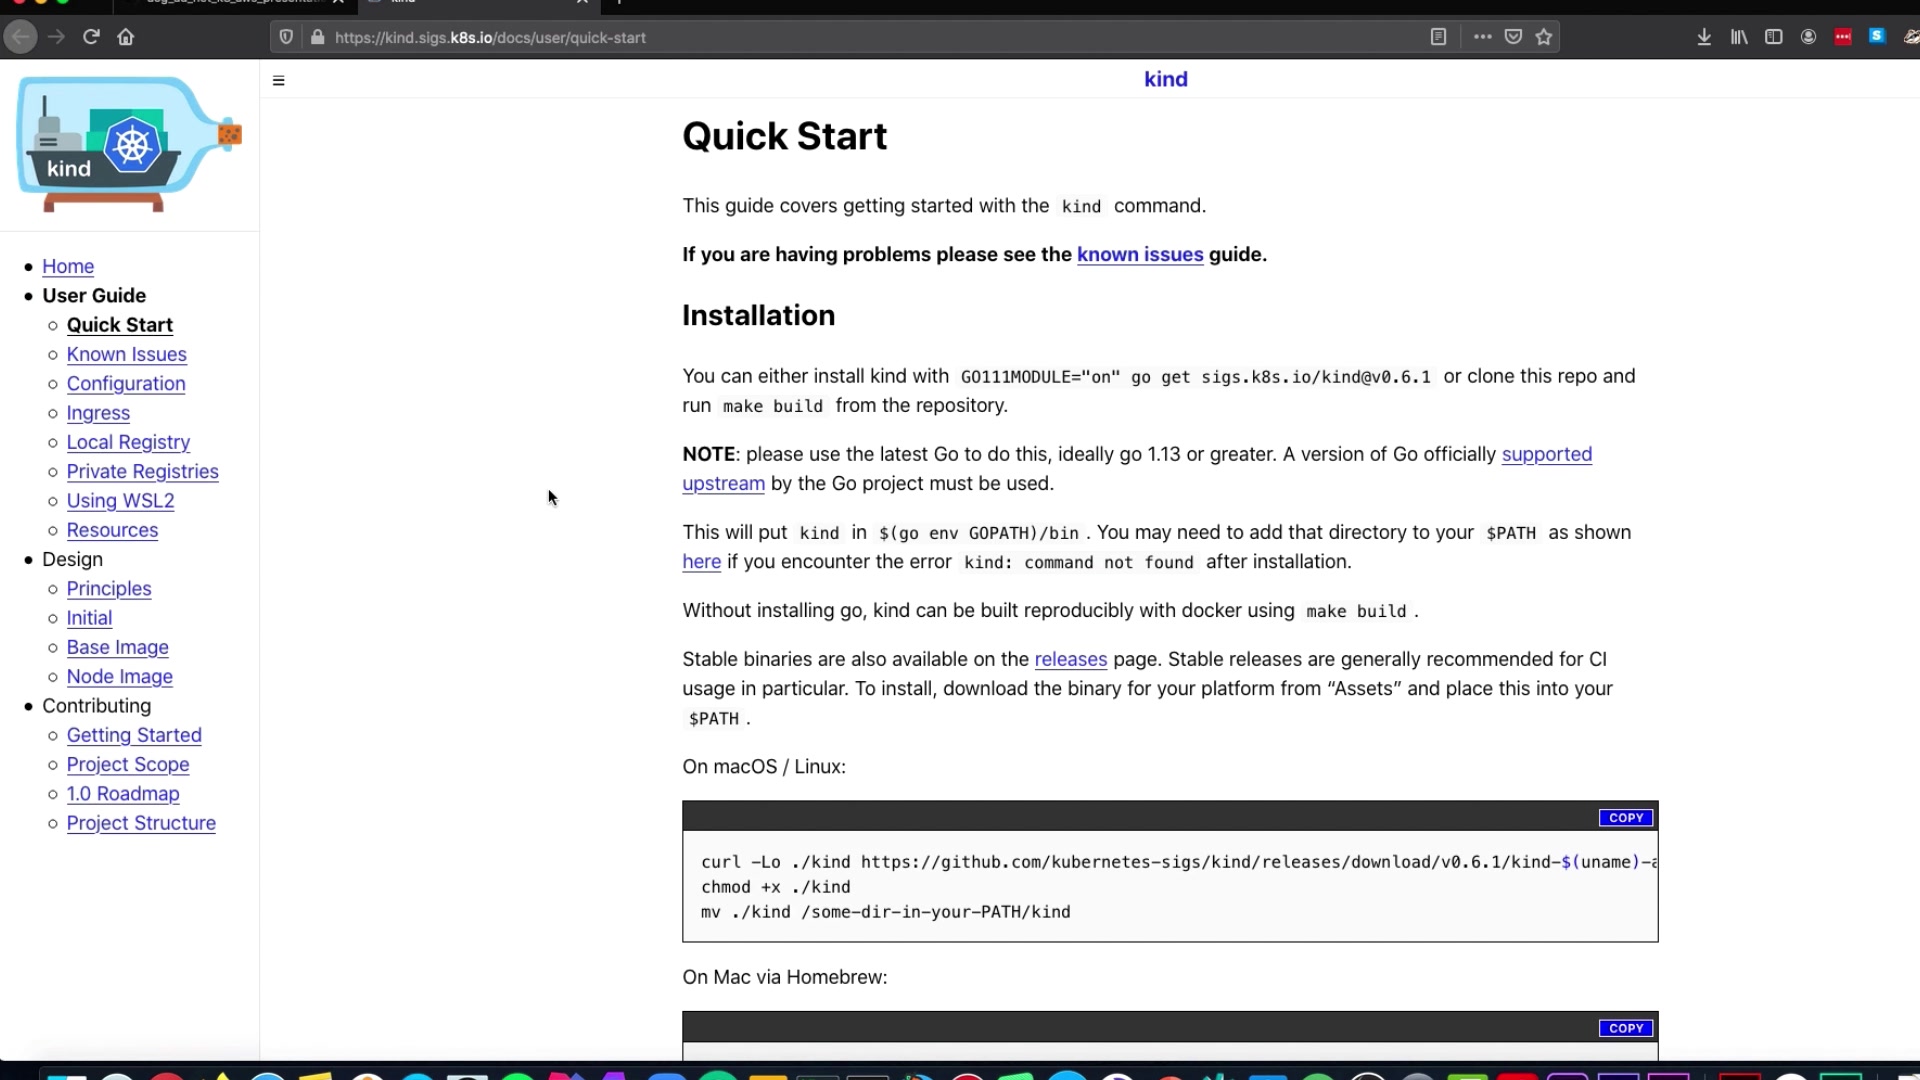 kind
https://kind.sigs.k8s.io/docs/user/quick-start
kind
kind
Home
User Guide
Quick Start
Known Issues
Configuration
Ingress
Local Registry
Private Registries
Using WSL2
Resources
Design
Principles
Initial
Base Image
Node Image
Contributing
Getting Started
Project Scope
1.0 Roadmap
Project Structure
Quick Start
This guide covers getting started with the kind command.
If you are having problems please see the known issues guide.
Installation
You can either install kind with GO111MODULE="on" go get sigs.k8s.io/kind@v0.6.1 or clone this repo and
run make build from the repository.
NOTE: please use the latest Go to do this, ideally go 1.13 or greater. A version of Go officially supported
upstream by the Go project must be used.
This will put kind in $(go env GOPATH)/bin . You may need to add that directory to your $PATH as shown
here if you encounter the error kind: command not found after installation.
Without installing go, kind can be built reproducibly with docker using make build .
Stable binaries are also available on the releases page. Stable releases are generally recommended for CI
usage in particular. To install, download the binary for your platform from “Assets” and place this into your
$PATH .
On macOS / Linux:
COPY
curl -Lo ./kind https://github.com/kubernetes-sigs/kind/releases/download/v0.6.1/kind-$(uname)-a
chmod +x ./kind
mv ./kind /some-dir-in-your-PATH/kind
On Mac via Homebrew:
COPY